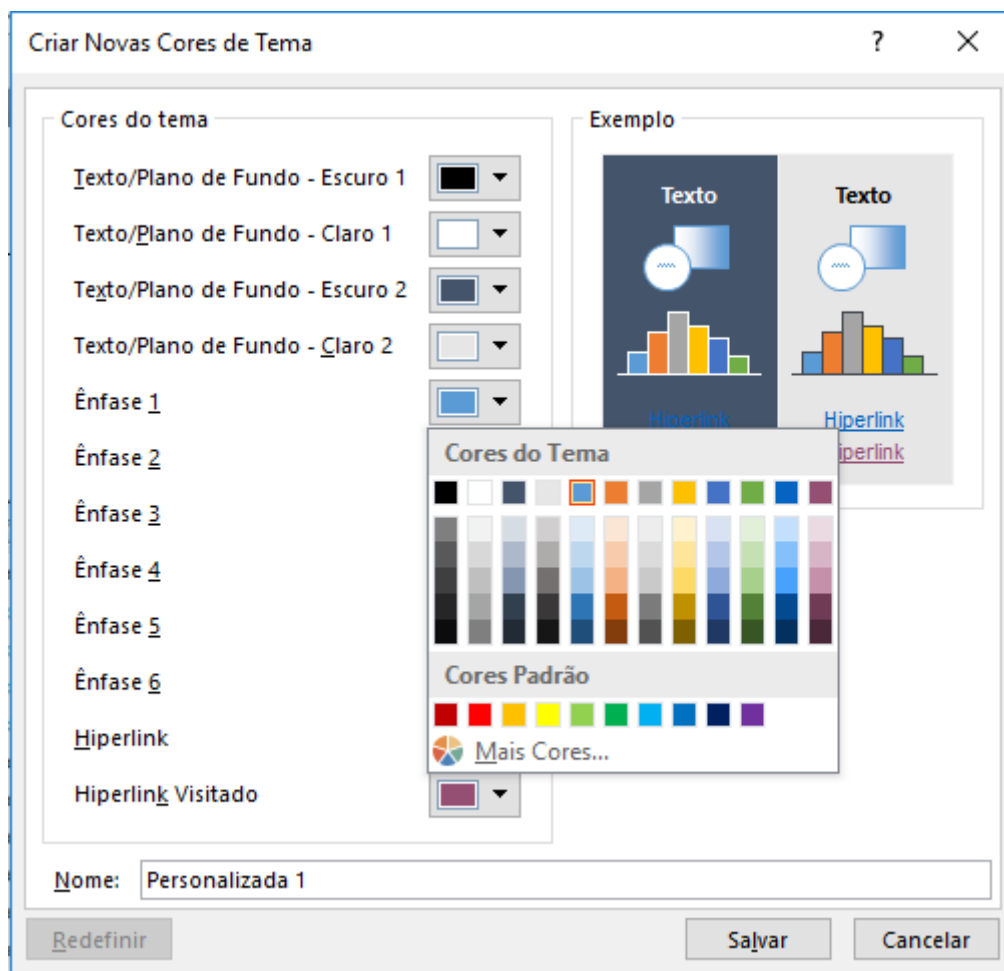 Criar Novas Cores de Tema
?
Cores do tema
Texto/Plano de Fundo - Escuro 1
Texto/Plano de Fundo - Claro 1
Texto/Plano de Fundo - Escuro 2
Texto/Plano de Fundo - Claro 2
Ênfase 1
Ênfase 2
Ênfase 3
Ênfase 4
Ênfase 5
Ênfase 6
Hiperlink
Hiperlink Visitado
Exemplo
Texto
Texto
Hiperlink
Hiperlink
iperlink
Cores do Tema
Cores Padrão
Mais Cores...
Nome: Personalizada 1
Redefinir
Salvar
Cancelar